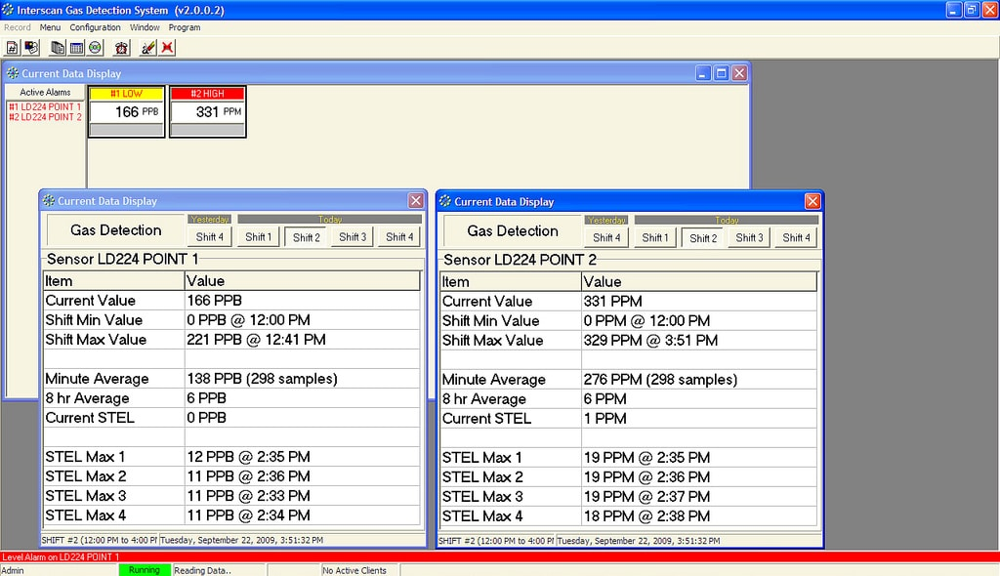 Interscan Gas Detection System (v2.0.0.2)
Record Menu Configuration Window Program
Current Data Display
Active Alarms
#1 LD224 POINT 1
#2 LD224 POINT 2
#1 LOW
166 PPB
#2 HIGH
331 PPM
Current Data Display
Gas Detection
Yesterday Today
Shift 4 Shift 1 Shift 2 Shift 3 Shift 4
Sensor LD224 POINT 1
Item Value
Current Value 166 PPB
Shift Min Value 0 PPB @ 12:00 PM
Shift Max Value 221 PPB @ 12:41 PM
Minute Average 138 PPB (298 samples)
8 hr Average 6 PPB
Current STEL 0 PPB
STEL Max 1 12 PPB @ 2:35 PM
STEL Max 2 11 PPB @ 2:36 PM
STEL Max 3 11 PPB @ 2:33 PM
STEL Max 4 11 PPB @ 2:34 PM
SHIFT #2 (12:00 PM to 4:00 PM Tuesday, September 22, 2009, 3:51:32 PM
Current Data Display
Gas Detection
Yesterday Today
Shift 4 Shift 1 Shift 2 Shift 3 Shift 4
Sensor LD224 POINT 2
Item Value
Current Value 331 PPM
Shift Min Value 0 PPM @ 12:00 PM
Shift Max Value 329 PPM @ 3:51 PM
Minute Average 276 PPM (298 samples)
8 hr Average 6 PPM
Current STEL 1 PPM
STEL Max 1 19 PPM @ 2:35 PM
STEL Max 2 19 PPM @ 2:36 PM
STEL Max 3 19 PPM @ 2:37 PM
STEL Max 4 18 PPM @ 2:38 PM
SHIFT #2 (12:00 PM to 4:00 PM Tuesday, September 22, 2009, 3:51:32 PM
Level Alarm on LD224 POINT 1
Admin Running Reading Data.. No Active Clients